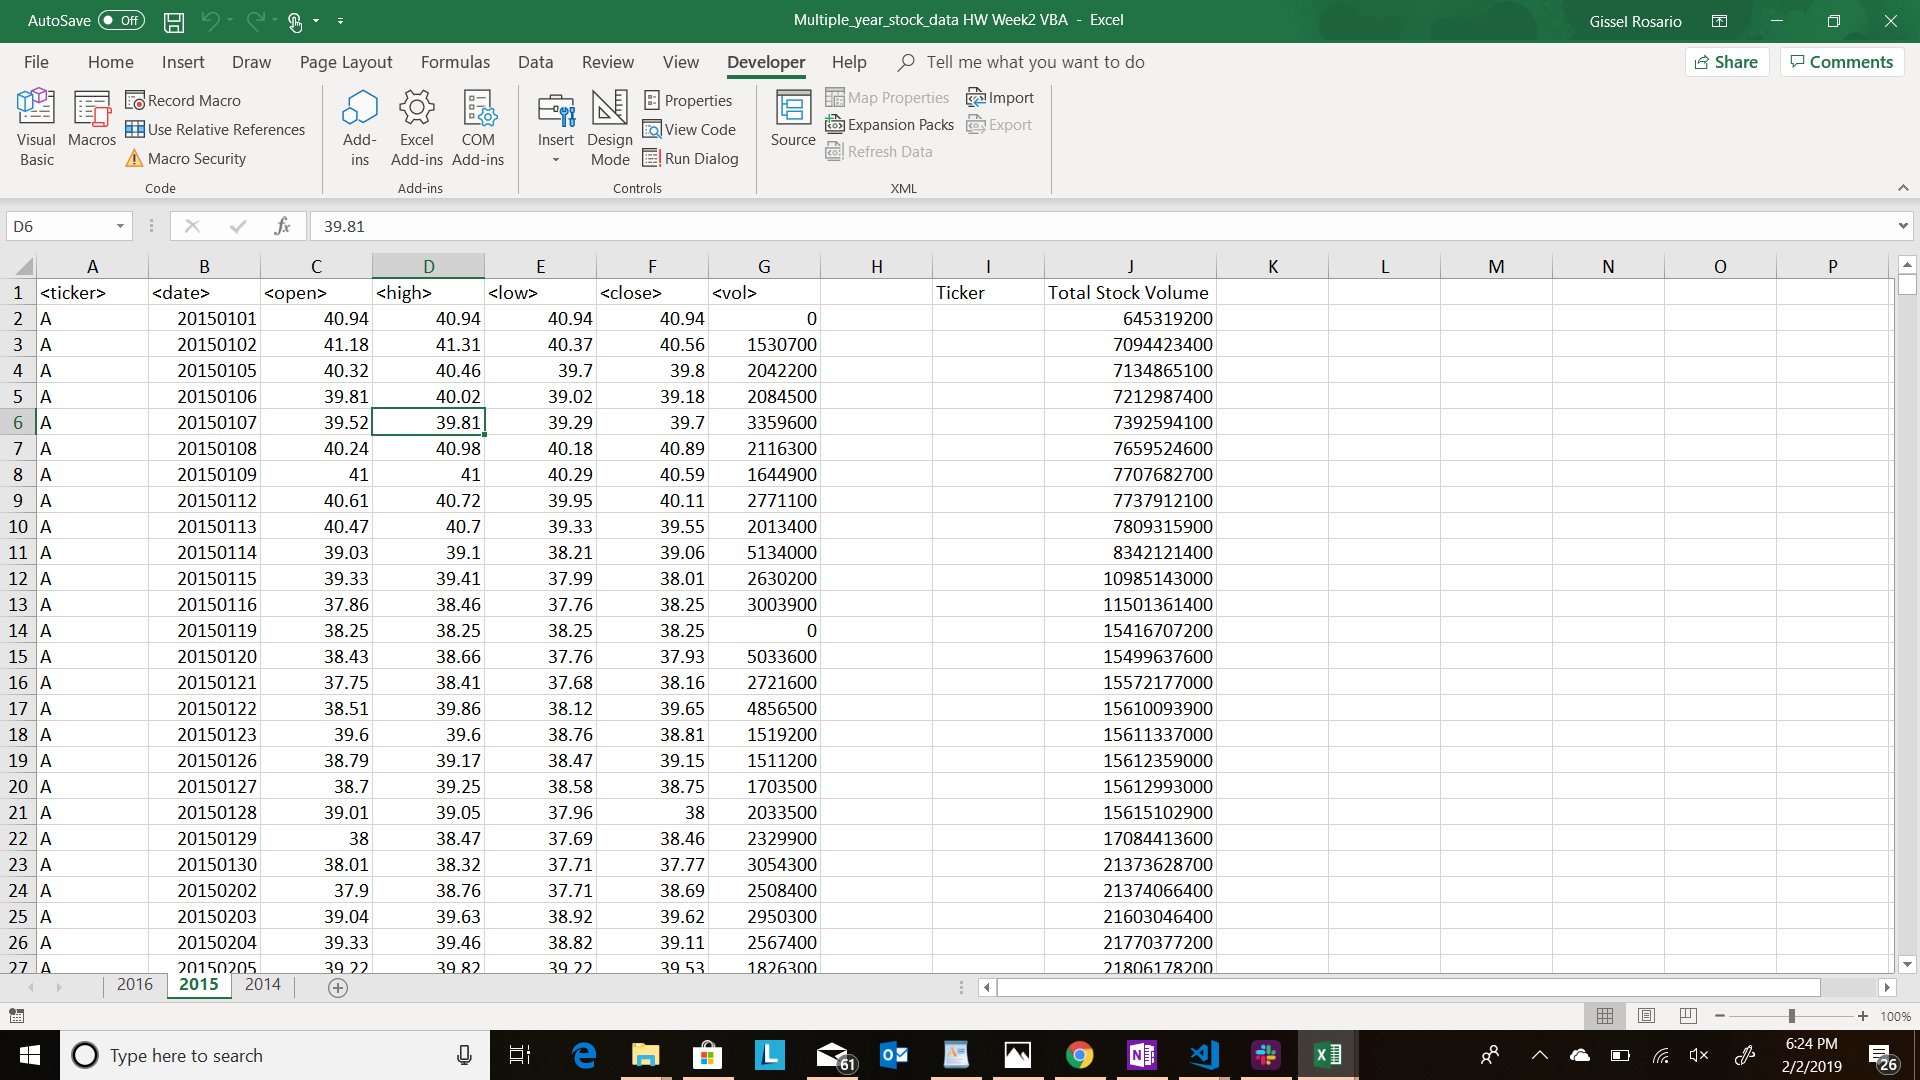 AutoSave Off
Multiple_year_stock_data HW Week2 VBA - Excel
Gissel Rosario
File Home Insert Draw Page Layout Formulas Data Review View Developer Help Tell me what you want to do
Share Comments
Visual Basic
Macros
Record Macro
Use Relative References
Macro Security
Code
Add-ins
Excel Add-ins
COM Add-ins
Add-ins
Insert
Design Mode
Properties
View Code
Run Dialog
Controls
Source
Map Properties
Expansion Packs
Refresh Data
Import
Export
XML
D6 fx 39.81
A B C D E F G H I J K L M N O P
1 <ticker> <date> <open> <high> <low> <close> <vol> Ticker Total Stock Volume
2 A 20150101 40.94 40.94 40.94 40.94 0 645319200
3 A 20150102 41.18 41.31 40.37 40.56 1530700 7094423400
4 A 20150105 40.32 40.46 39.7 39.8 2042200 7134865100
5 A 20150106 39.81 40.02 39.02 39.18 2084500 7212987400
6 A 20150107 39.52 39.81 39.29 39.7 3359600 7392594100
7 A 20150108 40.24 40.98 40.18 40.89 2116300 7659524600
8 A 20150109 41 41 40.29 40.59 1644900 7707682700
9 A 20150112 40.61 40.72 39.95 40.11 2771100 7737912100
10 A 20150113 40.47 40.7 39.33 39.55 2013400 7809315900
11 A 20150114 39.03 39.1 38.21 39.06 5134000 8342121400
12 A 20150115 39.33 39.41 37.99 38.01 2630200 10985143000
13 A 20150116 37.86 38.46 37.76 38.25 3003900 11501361400
14 A 20150119 38.25 38.25 38.25 38.25 0 15416707200
15 A 20150120 38.43 38.66 37.76 37.93 5033600 15499637600
16 A 20150121 37.75 38.41 37.68 38.16 2721600 15572177000
17 A 20150122 38.51 39.86 38.12 39.65 4856500 15610093900
18 A 20150123 39.6 39.6 38.76 38.81 1519200 15611337000
19 A 20150126 38.79 39.17 38.47 39.15 1511200 15612359000
20 A 20150127 38.7 39.25 38.58 38.75 1703500 15612993000
21 A 20150128 39.01 39.05 37.96 38 2033500 15615102900
22 A 20150129 38 38.47 37.69 38.46 2329900 17084413600
23 A 20150130 38.01 38.32 37.71 37.77 3054300 21373628700
24 A 20150202 37.9 38.76 37.71 38.69 2508400 21374066400
25 A 20150203 39.04 39.63 38.92 39.62 2950300 21603046400
26 A 20150204 39.33 39.46 38.82 39.11 2567400 21770377200
27 A 20150205 39.22 39.82 39.22 39.53 1826300 21806178200
2016 2015 2014
100%
Type here to search
61
6:24 PM
2/2/2019
26